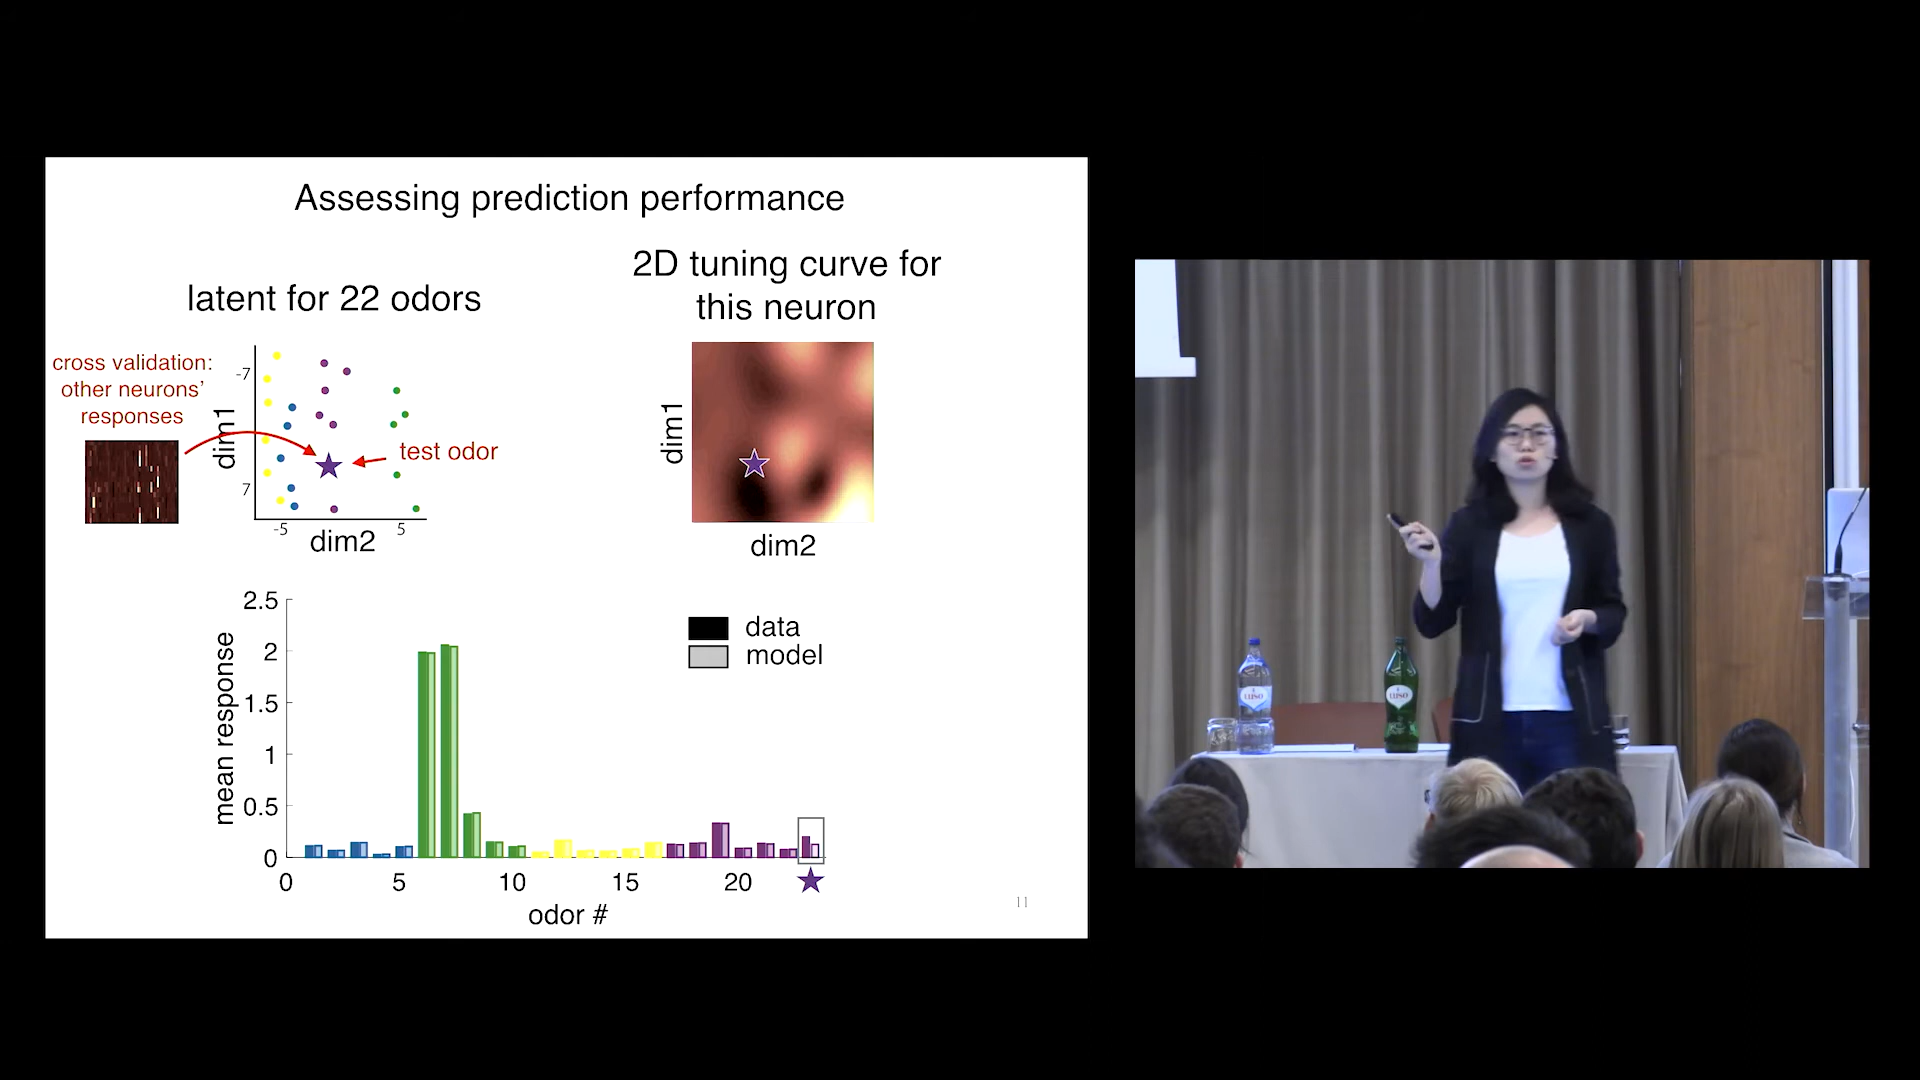 Assessing prediction performance
latent for 22 odors
2D tuning curve for
this neuron
cross validation:
other neurons’
responses
dim1
-7
7
-5
5
dim2
test odor
dim1
dim2
mean response
2.5
2
1.5
1
0.5
0
0
5
10
15
20
odor #
data
model
11
LUSO
LUSO